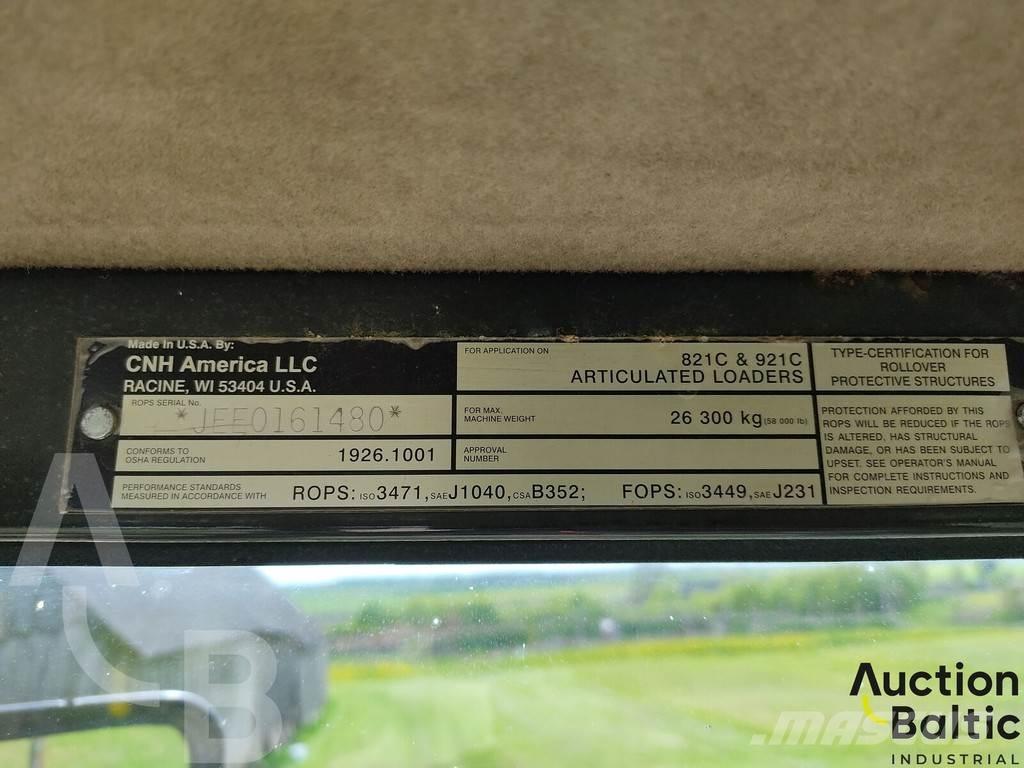 Made In U.S.A. By:
CNH America LLC
RACINE, WI 53404 U.S.A.
FOR APPLICATION ON
821C & 921C
ARTICULATED LOADERS
TYPE-CERTIFICATION FOR
ROLLOVER
PROTECTIVE STRUCTURES
ROPS SERIAL No.
*JEE0161480*
FOR MAX.
MACHINE WEIGHT
26 300 kg (58 000 lb)
PROTECTION AFFORDED BY THIS
ROPS WILL BE REDUCED IF THE ROPS
IS ALTERED, HAS STRUCTURAL
DAMAGE, OR HAS BEEN SUBJECT TO
UPSET. SEE OPERATOR'S MANUAL
FOR COMPLETE INSTRUCTIONS AND
INSPECTION REQUIREMENTS.
CONFORMS TO
OSHA REGULATION
1926.1001
APPROVAL
NUMBER
PERFORMANCE STANDARDS
MEASURED IN ACCORDANCE WITH
ROPS: ISO 3471, SAE J1040, CSA B352; FOPS: ISO 3449, SAE J231
AB
Auction
Baltic
INDUSTRIAL
MASCUS